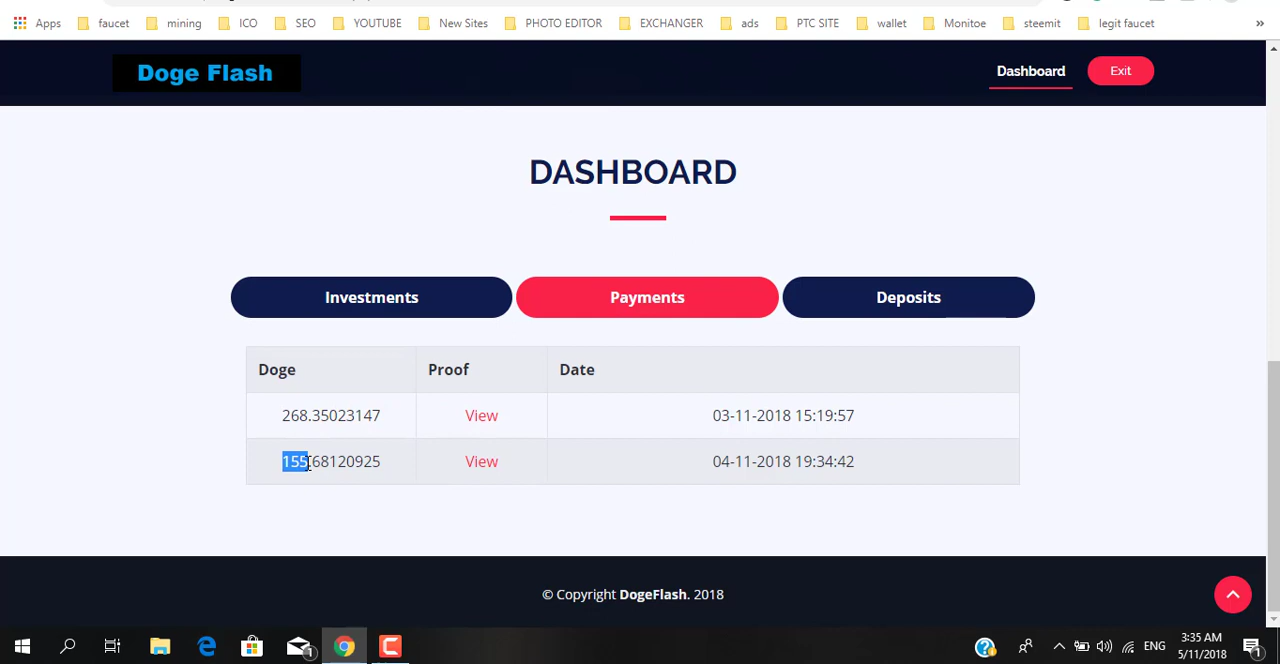 Apps faucet mining ICO SEO YOUTUBE New Sites PHOTO EDITOR EXCHANGER ads PTC SITE wallet Monitoe steemit legit faucet »
Doge Flash Dashboard Exit
DASHBOARD
Investments Payments Deposits
Doge Proof Date
268.35023147 View 03-11-2018 15:19:57
155.68120925 View 04-11-2018 19:34:42
© Copyright DogeFlash. 2018
3:35 AM
ENG
5/11/2018